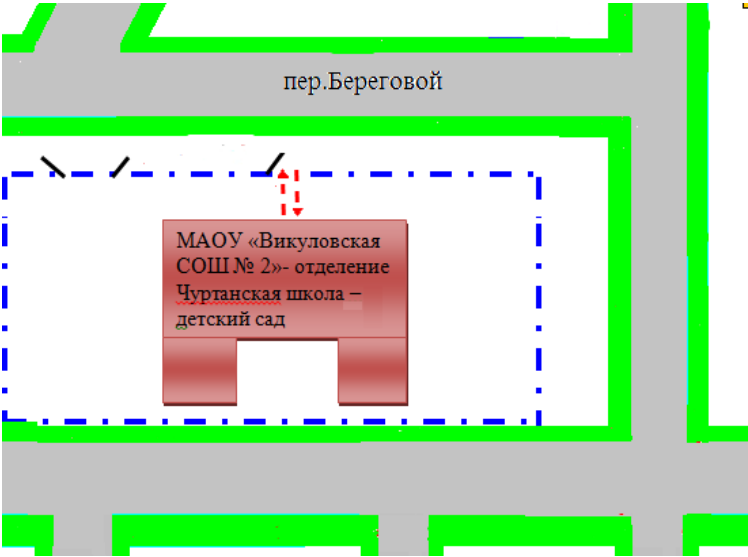 пер.Береговой
МАОУ «Викуловская
СОШ № 2»- отделение
Чуртанская школа –
детский сад